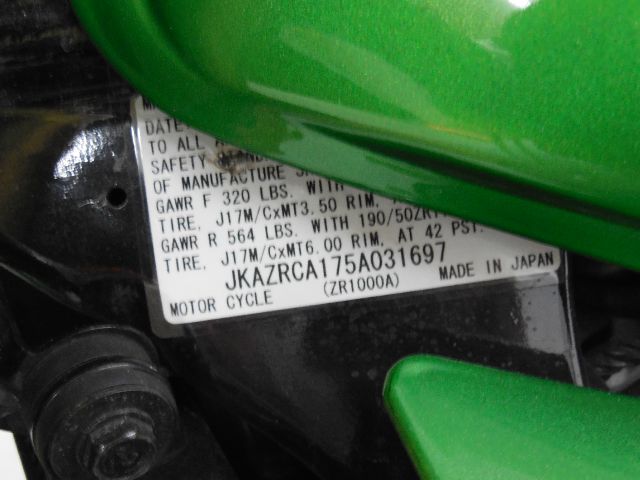 DATE
TO ALL A
SAFETY
OF MANUFACTURE
GAWR F 320 LBS. WITH
TIRE, J17M/CxMT3.50 RIM,
GAWR R 564 LBS. WITH 190/50ZR
TIRE, J17M/CxMT6.00 RIM, AT 42 PSI.
JKAZRCA175A031697
MOTOR CYCLE (ZR1000A) MADE IN JAPAN